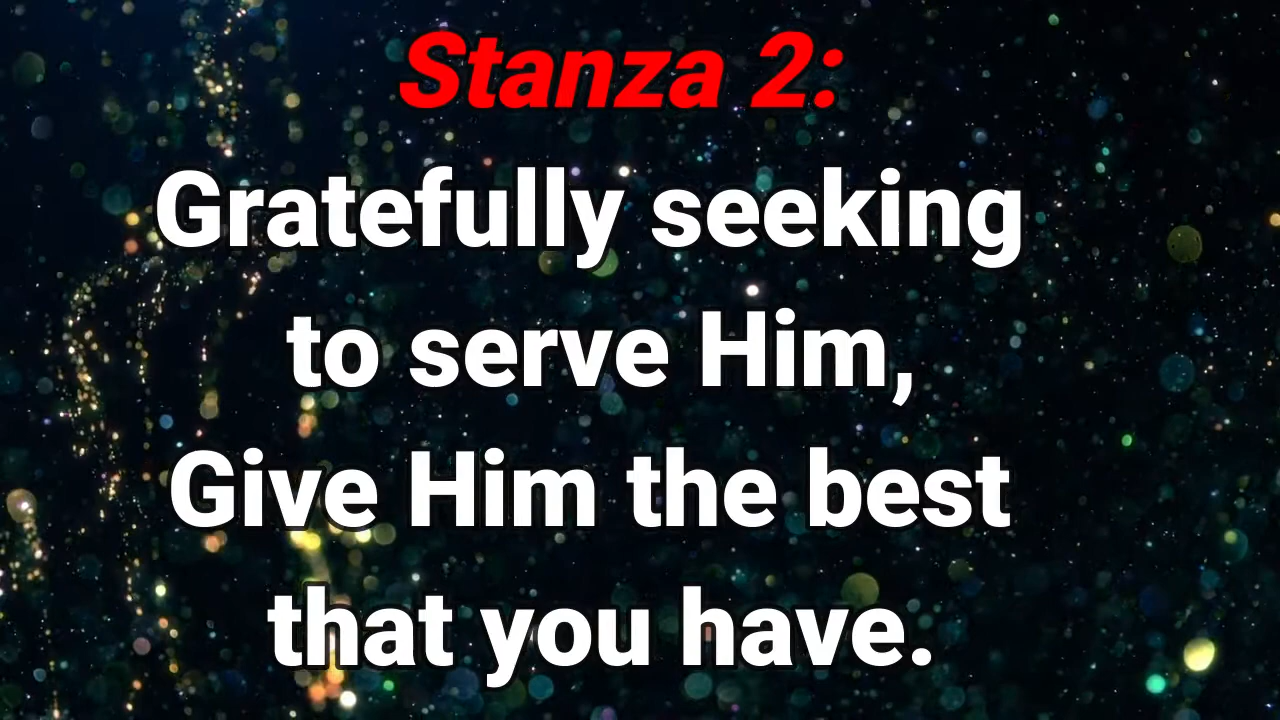 Stanza 2:
Gratefully seeking
to serve Him,
Give Him the best
that you have.